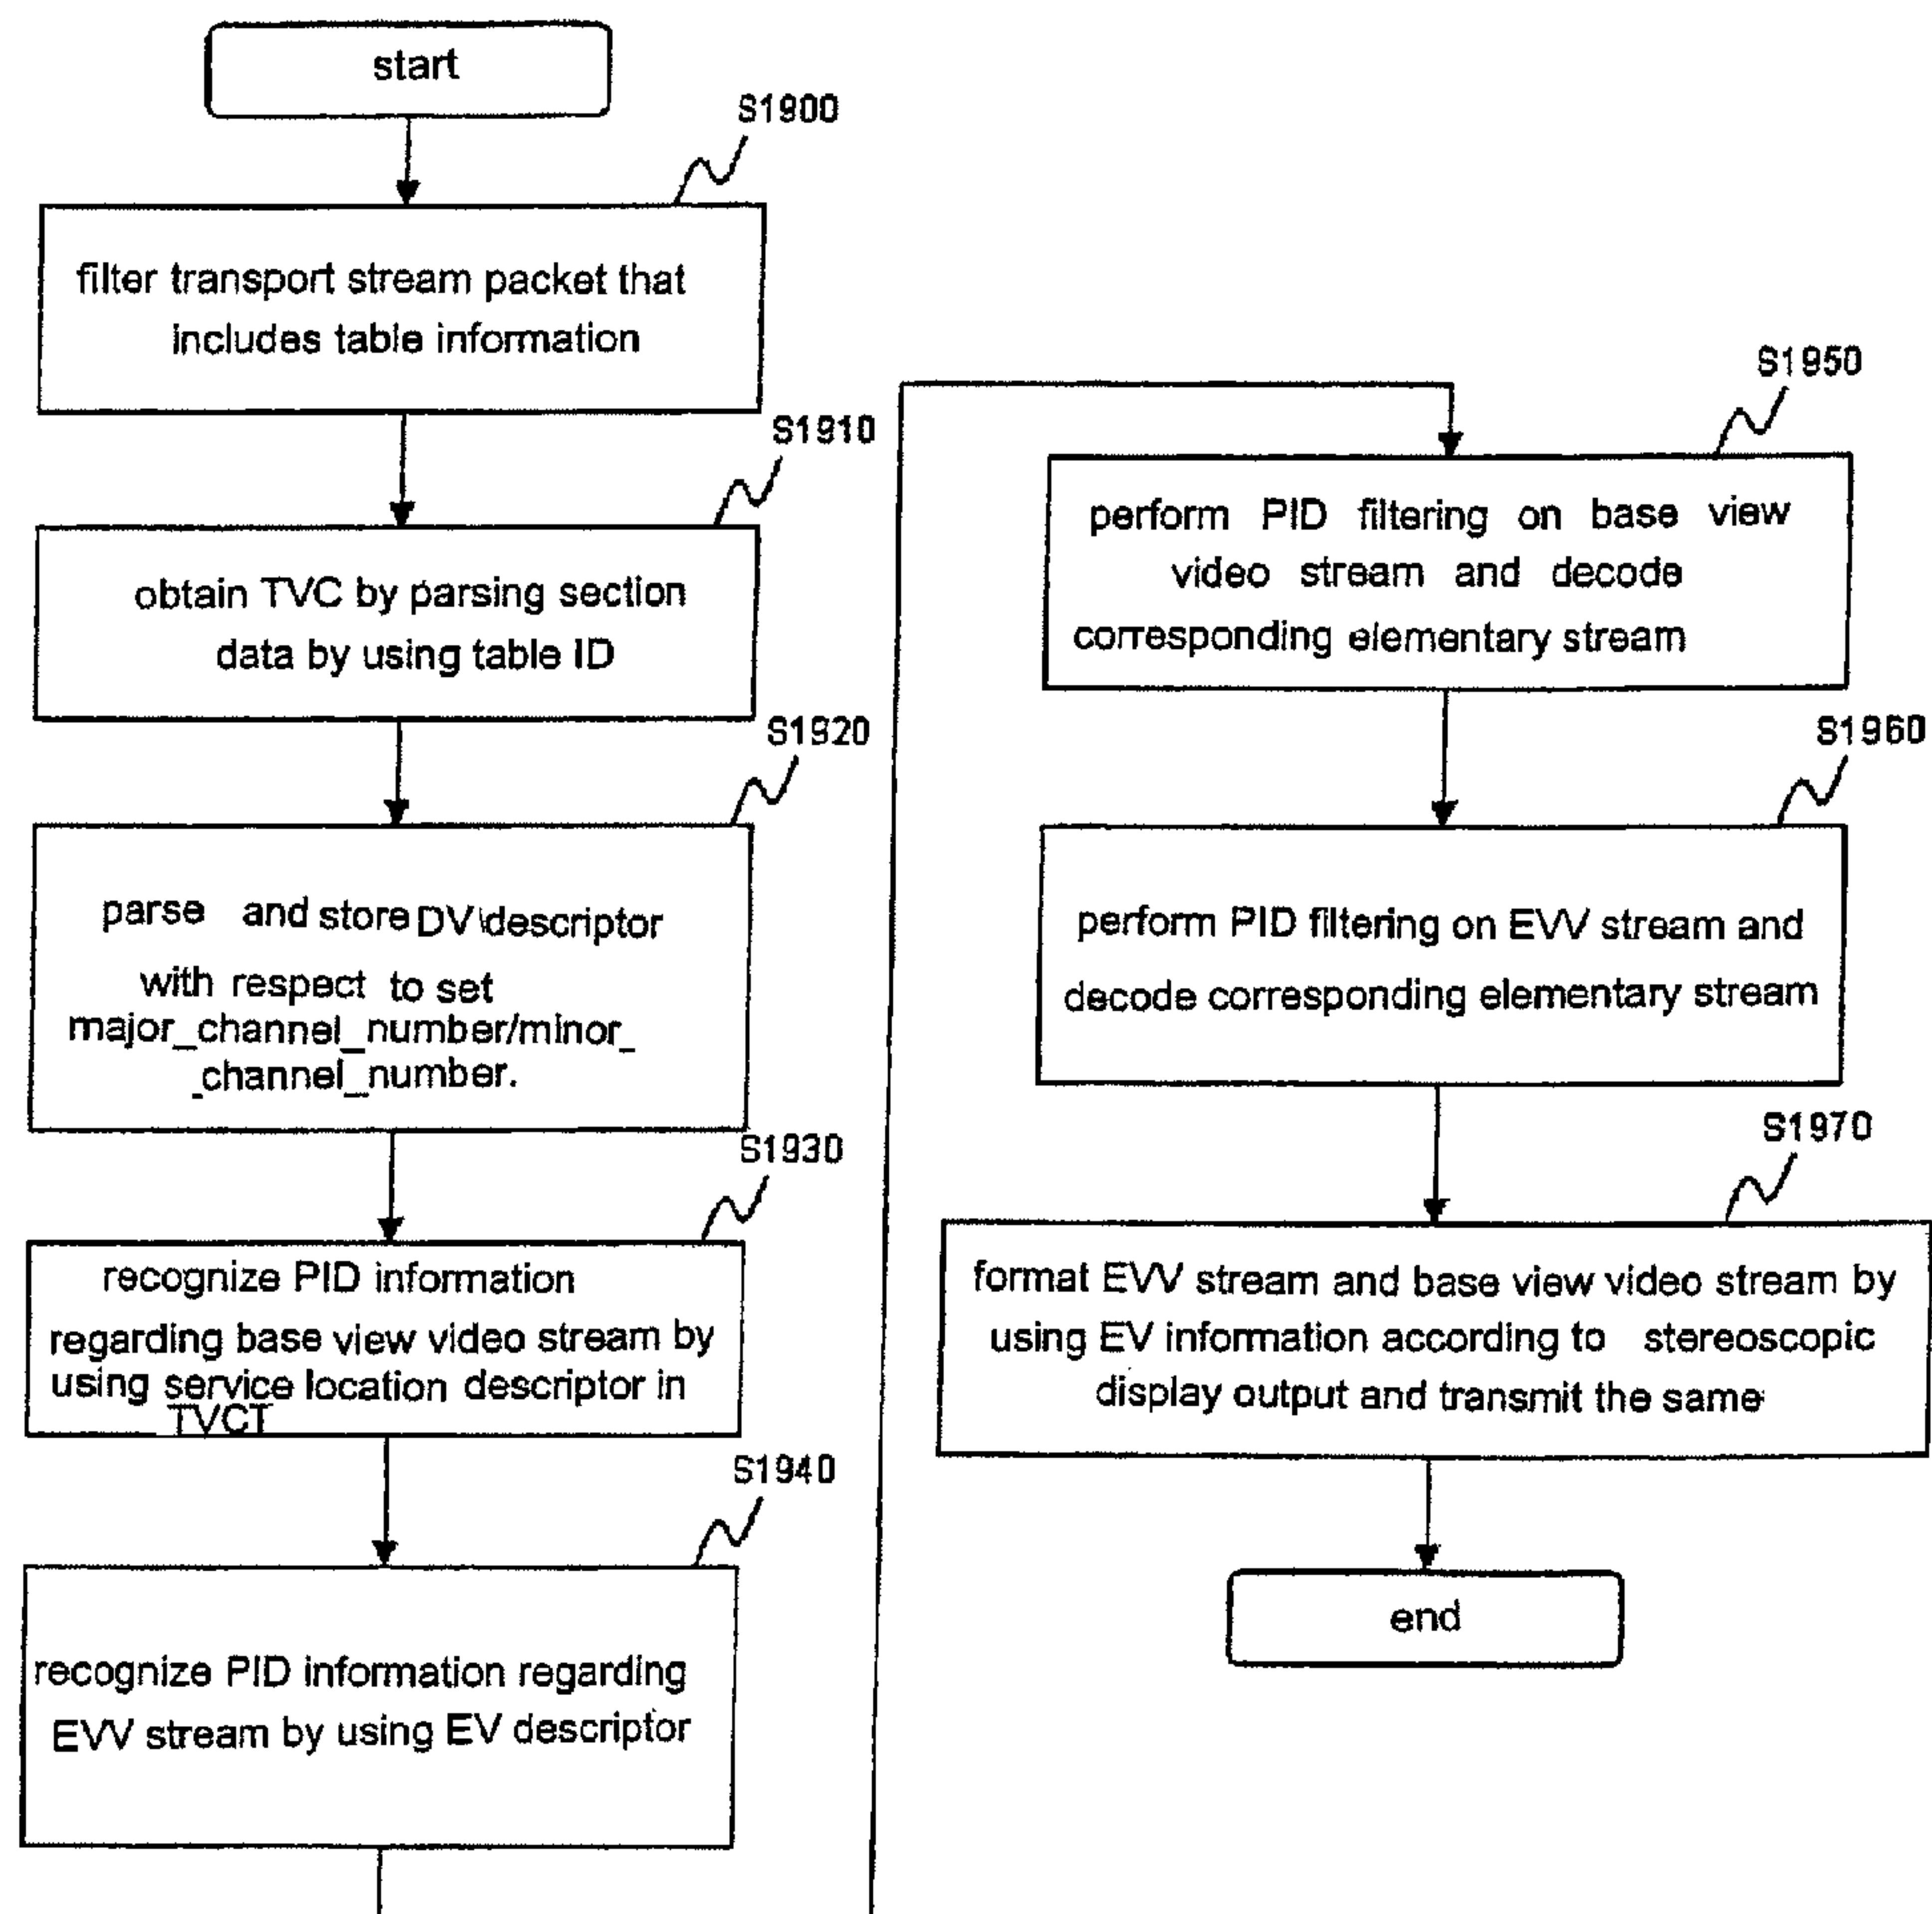 start
S1900
filter transport stream packet that
includes table information
S1910
obtain TVC by parsing section
data by using table ID
S1920
parse and store DV\descriptor
with respect to set
major_channel_number/minor_
_channel_number.
S1930
recognize PID information
regarding base view video stream by
using service location descriptor in
TVCT
S1940
recognize PID information regarding
EVV stream by using EV descriptor
S1950
perform PID filtering on base view
video stream and decode
corresponding elementary stream
S1960
perform PID filtering on EVV stream and
decode corresponding elementary stream
S1970
format EVV stream and base view video stream by
using EV information according to stereoscopic
display output and transmit the same
end